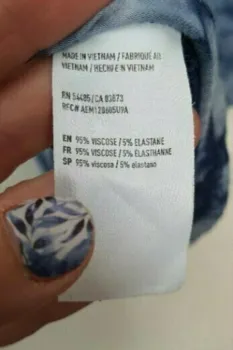 MADE IN VIETNAM / FABRIQUÉ AU
VIETNAM / HECHO EN VIETNAM
RN 54485/CA 03873
EN 95% VISCOSE / 5% ELASTANE
FR 95% VISCOSE / 5% ÉLASTHANNE
SP 95% viscosa / 5% elastano